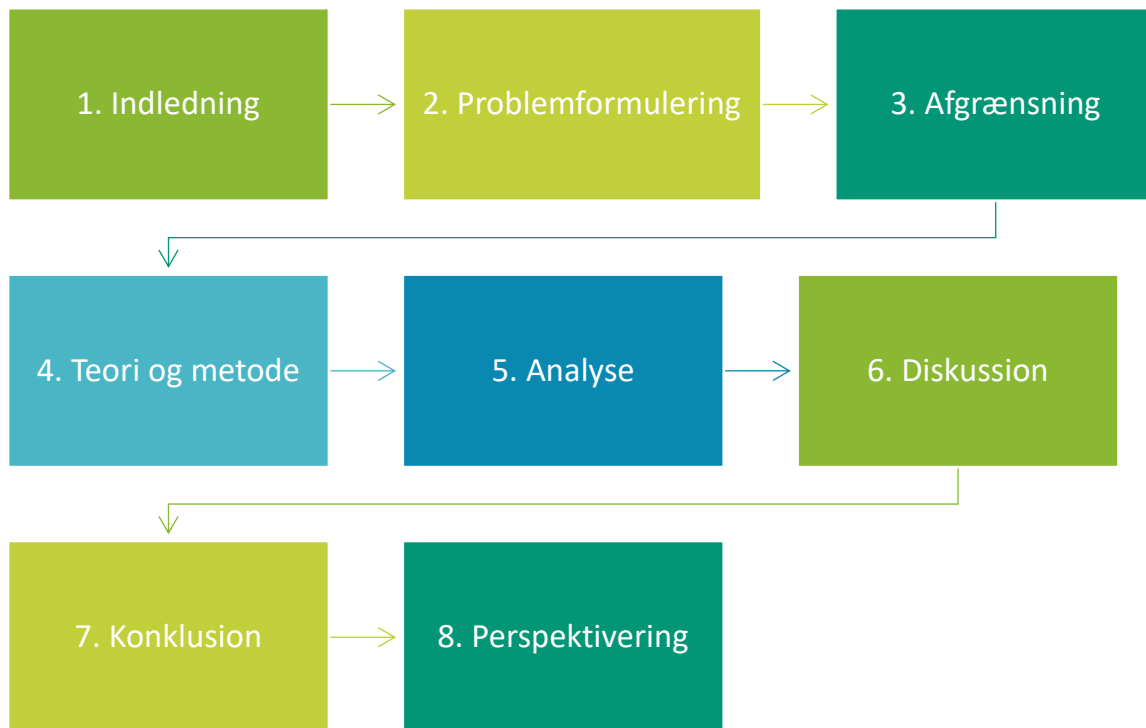 1. Indledning
2. Problemformulering
3. Afgrænsning
4. Teori og metode
5. Analyse
6. Diskussion
7. Konklusion
8. Perspektivering